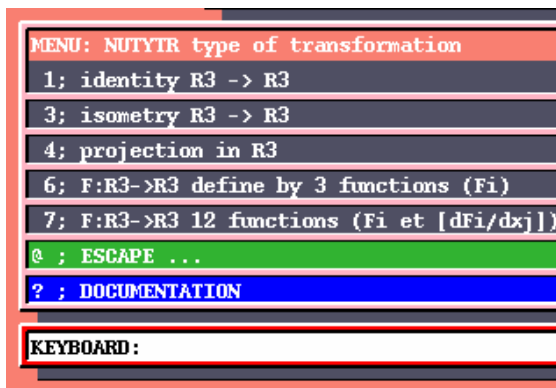 MENU: NUTYTR type of transformation
1; identity R3 -> R3
3; isometry R3 -> R3
4; projection in R3
6; F:R3->R3 define by 3 functions (Fi)
7; F:R3->R3 12 functions (Fi et [dFi/dxj])
@ ; ESCAPE ...
? ; DOCUMENTATION
KEYBOARD: